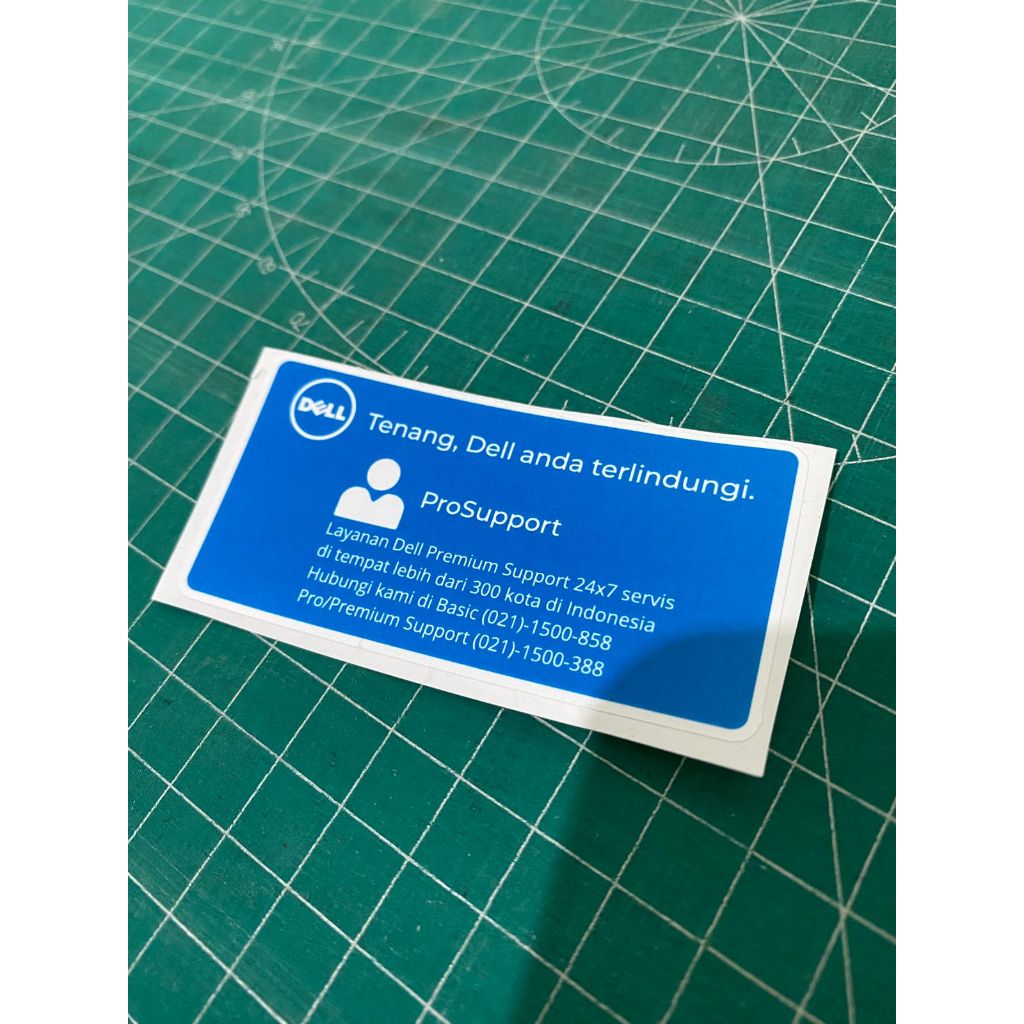 DELL
Tenang, Dell anda terlindungi.
ProSupport
Layanan Dell Premium Support 24x7 servis
di tempat lebih dari 300 kota di Indonesia
Hubungi kami di Basic (021)-1500-858
Pro/Premium Support (021)-1500-388